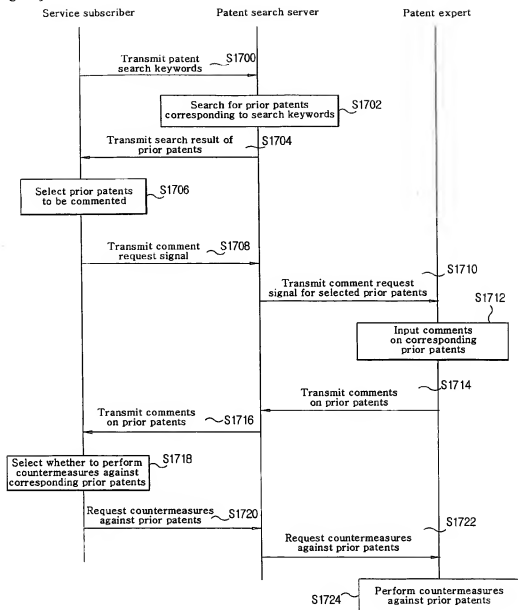 Service subscriber
Patent search server
Patent expert
Transmit patent
search keywords
S1700
Search for prior patents
corresponding to search keywords
S1702
Transmit search result of
prior patents
S1704
Select prior patents
to be commented
S1706
Transmit comment
request signal
S1708
Transmit comment request
signal for selected prior patents
S1710
S1712
Input comments
on corresponding
prior patents
Transmit comments
on prior patents
S1714
Transmit comments
on prior patents
S1716
Select whether to perform
countermeasures against
corresponding prior patents
S1718
Request countermeasures
against prior patents
S1720
Request countermeasures
against prior patents
S1722
Perform countermeasures
against prior patents
S1724